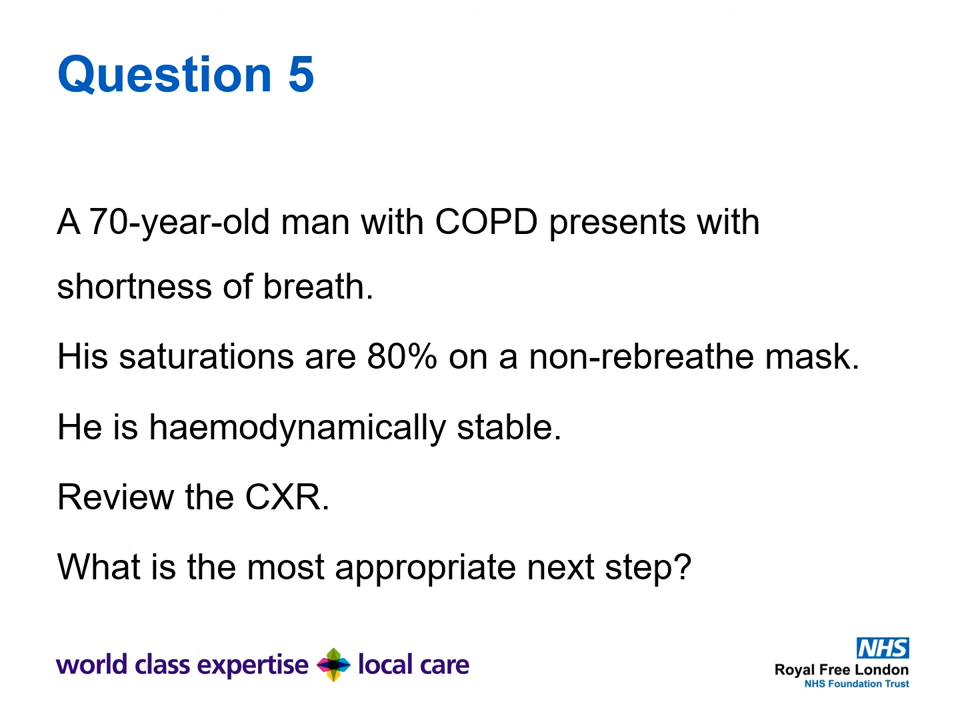 Question 5
A 70-year-old man with COPD presents with
shortness of breath.
His saturations are 80% on a non-rebreathe mask.
He is haemodynamically stable.
Review the CXR.
What is the most appropriate next step?
world class expertise local care
NHS
Royal Free London
NHS Foundation Trust